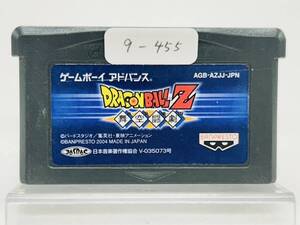 9-455
ゲームボーイ アドバンス
AGB-AZJJ-JPN
DRAGONBALL Z
舞空闘劇
©バードスタジオ／集英社・東映アニメーション
©BANPRESTO 2004 MADE IN JAPAN
BANPRESTO
JASRAC 日本音楽著作権協会 V-035073号